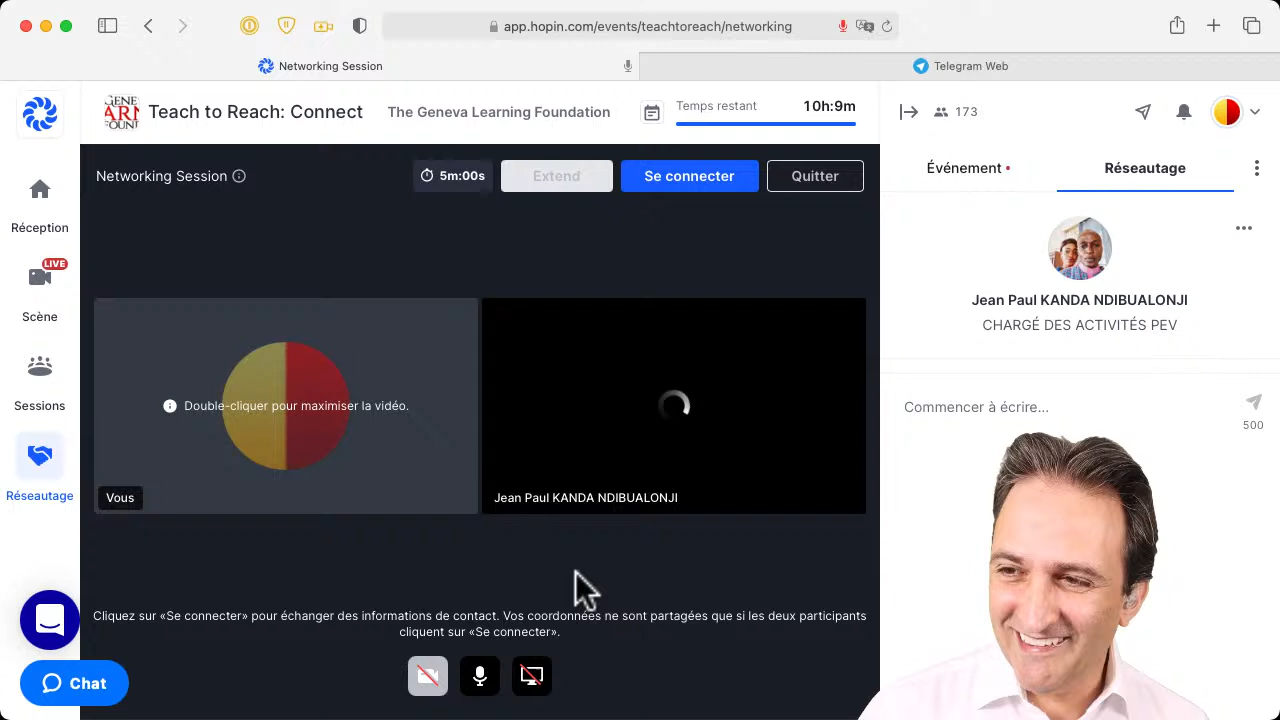 app.hopin.com/events/teachtoreach/networking
Networking Session
Telegram Web
GENE
ARN
OUNT
Teach to Reach: Connect
The Geneva Learning Foundation
Temps restant
10h:9m
173
Networking Session
5m:00s
Extend
Se connecter
Quitter
Événement
Réseautage
Réception
LIVE
Scène
Sessions
Réseautage
Jean Paul KANDA NDIBUALONJI
CHARGÉ DES ACTIVITÉS PEV
Double-cliquer pour maximiser la vidéo.
Vous
Jean Paul KANDA NDIBUALONJI
Commencer à écrire...
500
Cliquez sur «Se connecter» pour échanger des informations de contact. Vos coordonnées ne sont partagées que si les deux participants
cliquent sur «Se connecter».
Chat